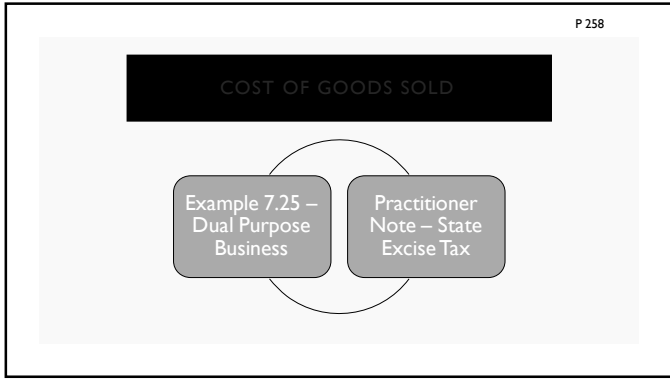 P 258
COST OF GOODS SOLD
Example 7.25 –
Dual Purpose
Business
Practitioner
Note – State
Excise Tax